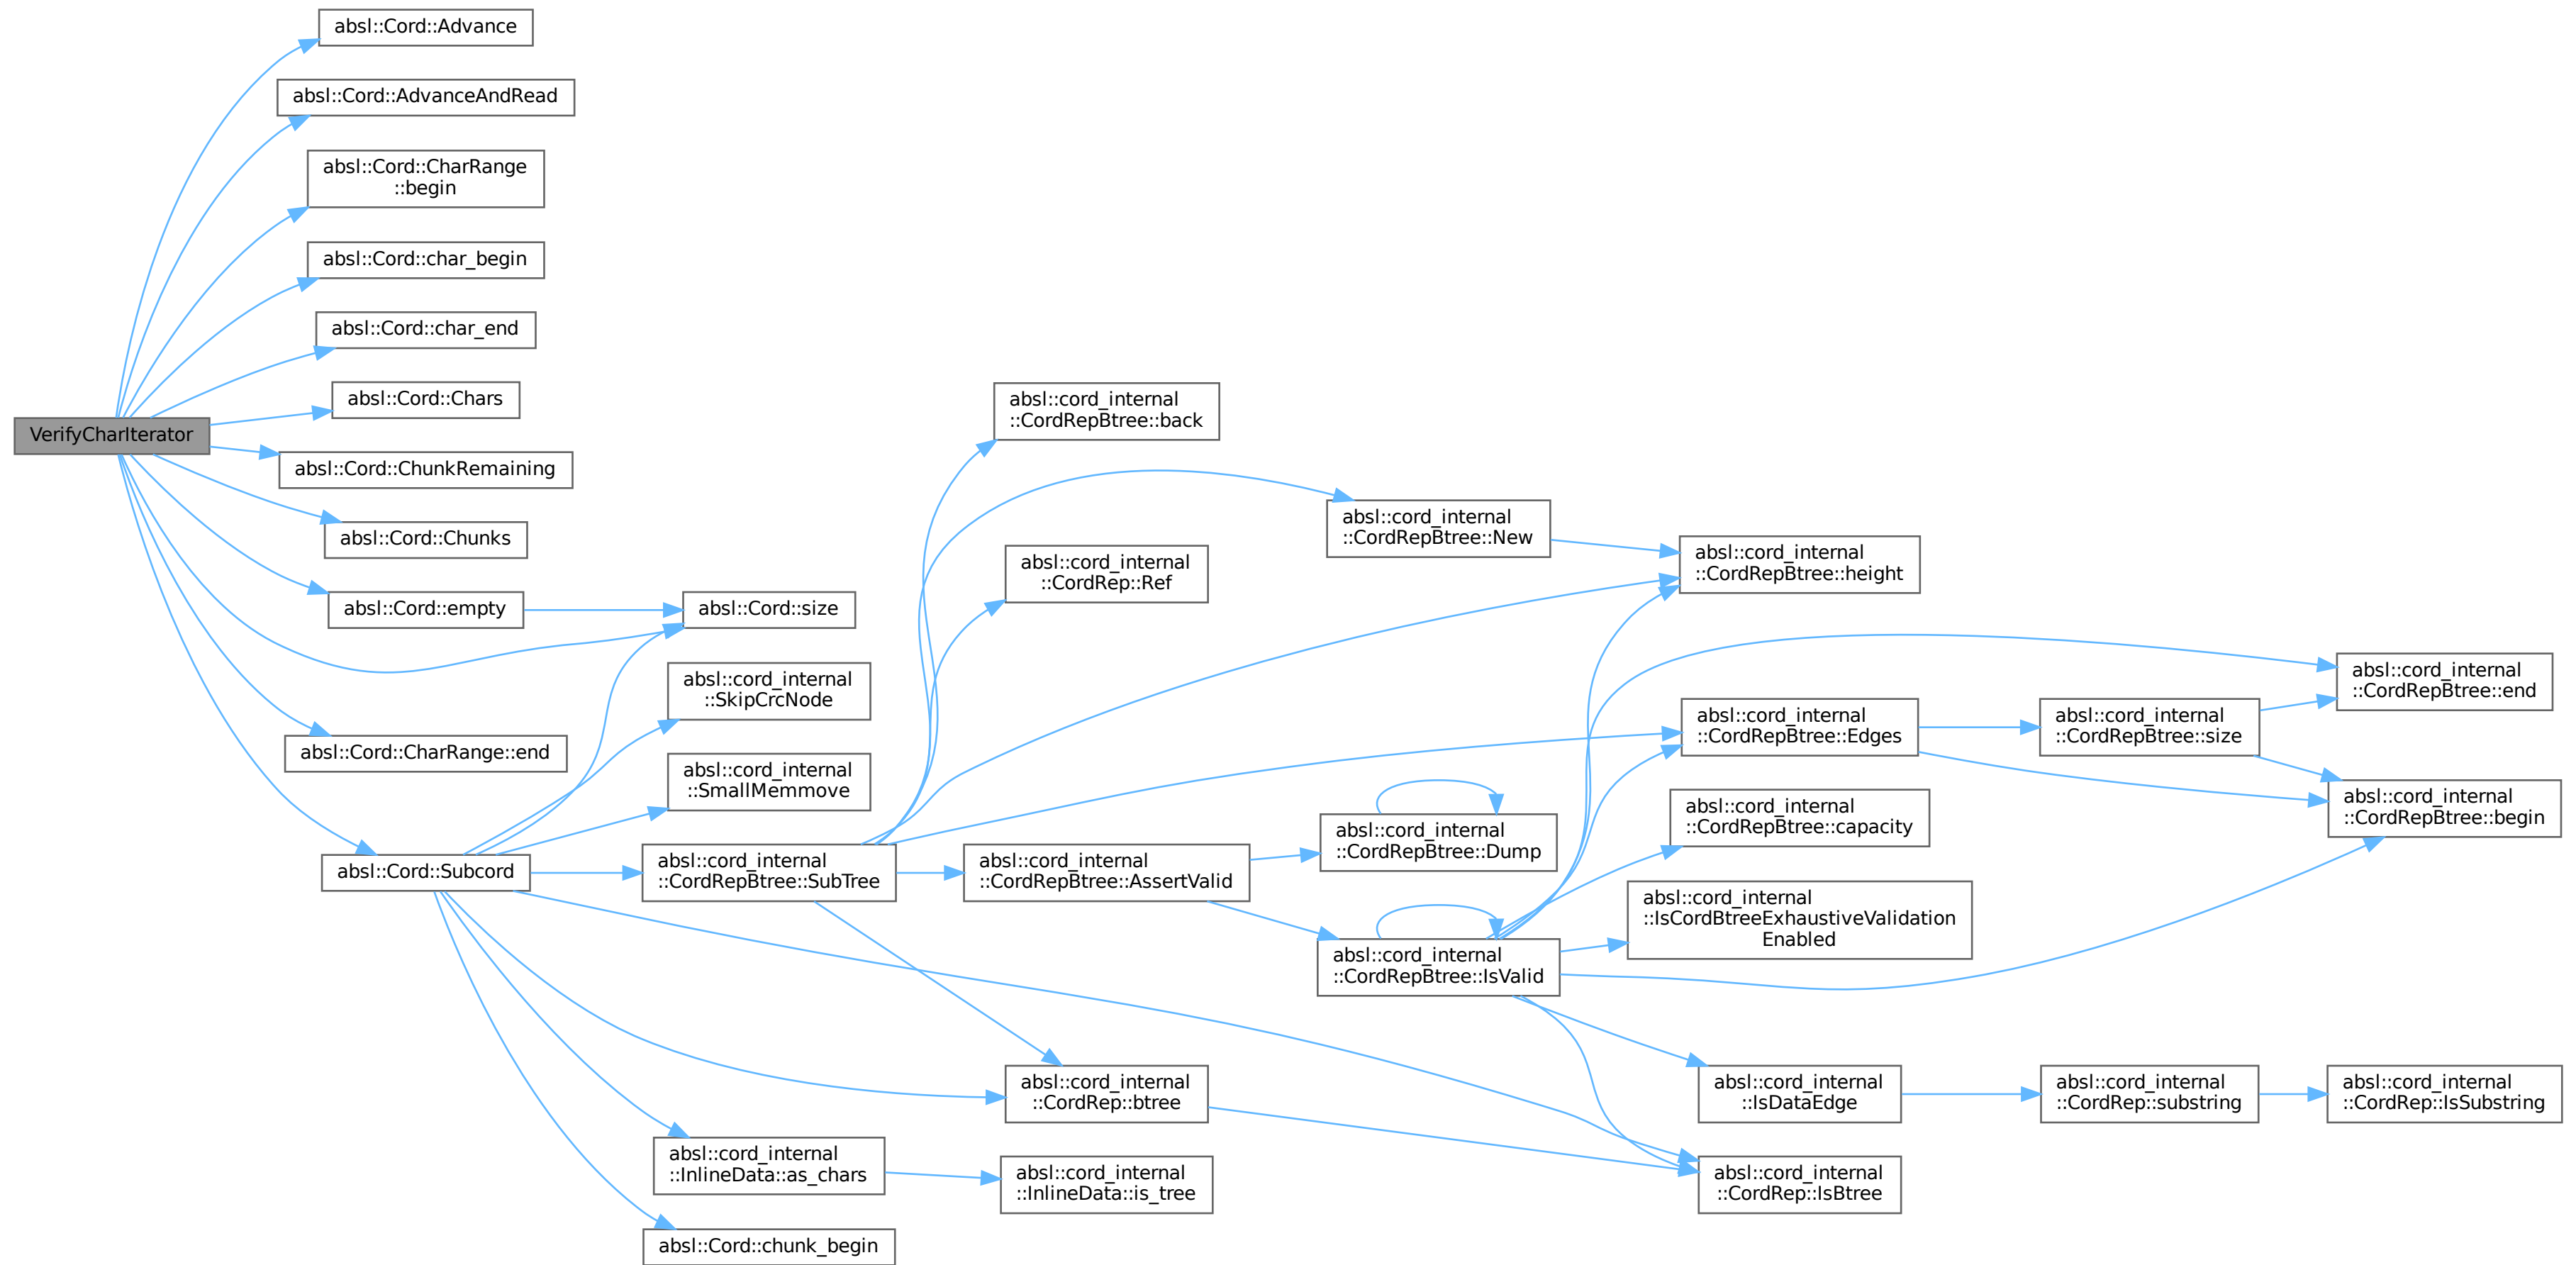 absl::Cord::Advance
absl::Cord::AdvanceAndRead
absl::Cord::CharRange
::begin
absl::Cord::char_begin
absl::Cord::char_end
absl::Cord::Chars
VerifyCharIterator
absl::Cord::ChunkRemaining
absl::Cord::Chunks
absl::Cord::empty
absl::Cord::CharRange::end
absl::Cord::Subcord
absl::Cord::size
absl::cord_internal
::SkipCrcNode
absl::cord_internal
::SmallMemmove
absl::cord_internal
::CordRepBtree::SubTree
absl::cord_internal
::InlineData::as_chars
absl::Cord::chunk_begin
absl::cord_internal
::CordRepBtree::back
absl::cord_internal
::CordRep::Ref
absl::cord_internal
::CordRepBtree::AssertValid
absl::cord_internal
::CordRep::btree
absl::cord_internal
::InlineData::is_tree
absl::cord_internal
::CordRepBtree::New
absl::cord_internal
::CordRepBtree::Dump
absl::cord_internal
::CordRepBtree::IsValid
absl::cord_internal
::CordRepBtree::height
absl::cord_internal
::CordRepBtree::Edges
absl::cord_internal
::CordRepBtree::capacity
absl::cord_internal
::IsCordBtreeExhaustiveValidation
Enabled
absl::cord_internal
::IsDataEdge
absl::cord_internal
::CordRep::IsBtree
absl::cord_internal
::CordRepBtree::size
absl::cord_internal
::CordRep::substring
absl::cord_internal
::CordRepBtree::end
absl::cord_internal
::CordRepBtree::begin
absl::cord_internal
::CordRep::IsSubstring